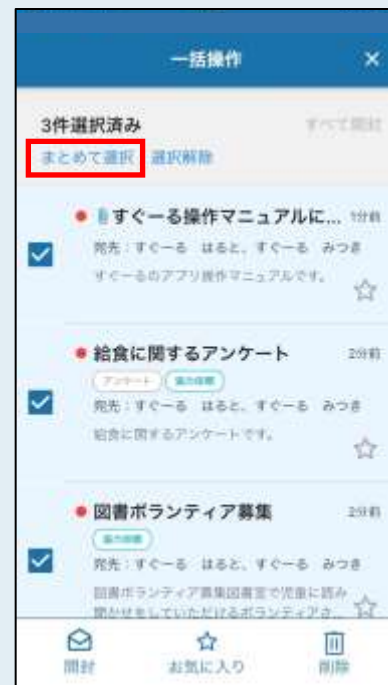 一括操作 ×
3件選択済み すべて開封
まとめて選択 選択解除
すぐーる操作マニュアルに... 1分前
宛先：すぐーる はると、すぐーる みつき
すぐーるのアプリ操作マニュアルです。
給食に関するアンケート 2分前
アンケート 協力依頼
宛先：すぐーる はると、すぐーる みつき
給食に関するアンケートです。
図書ボランティア募集 2分前
協力依頼
宛先：すぐーる はると、すぐーる みつき
図書ボランティア募集図書室で児童に読み
聞かせをしていただけるボランティアさ...
開封 お気に入り 削除